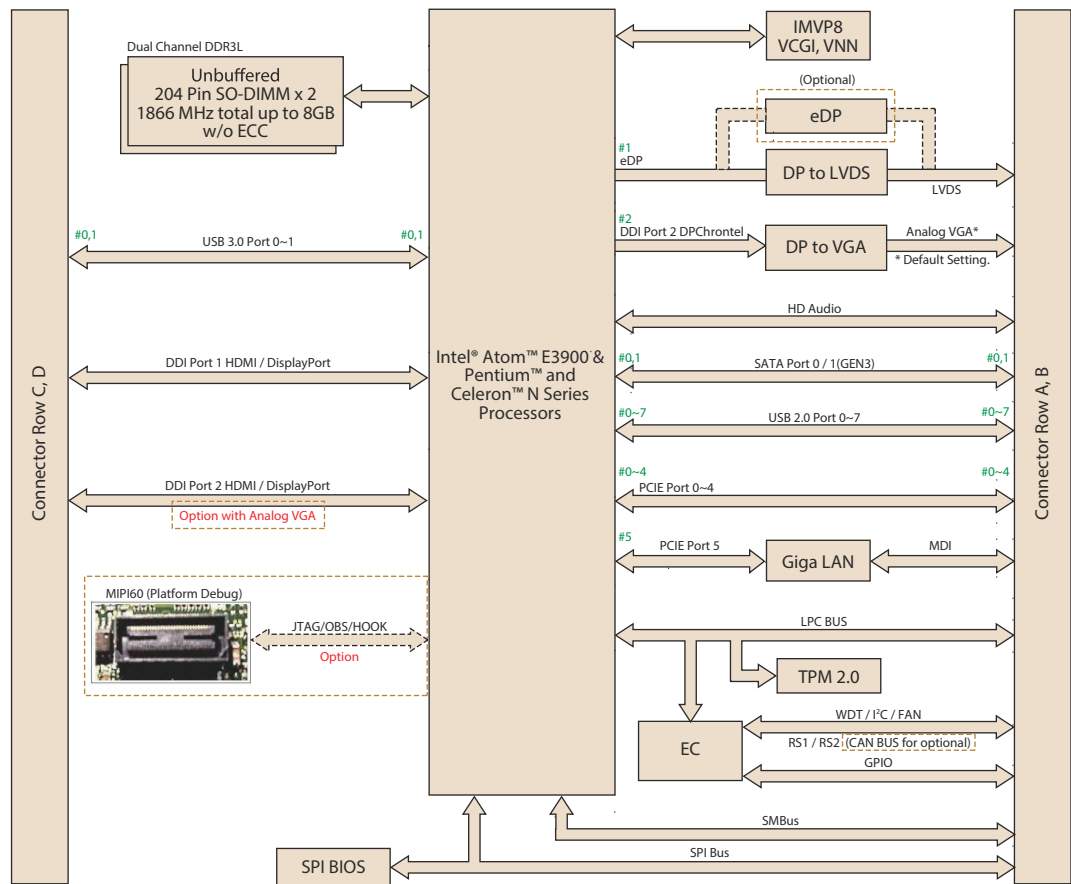 Connector Row C, D
Dual Channel DDR3L
Unbuffered
204 Pin SO-DIMM x 2
1866 MHz total up to 8GB
w/o ECC
#0,1
USB 3.0 Port 0~1
#0,1
DDI Port 1 HDMI / DisplayPort
DDI Port 2 HDMI / DisplayPort
Option with Analog VGA
MIPI60 (Platform Debug)
JTAG/OBS/HOOK
Option
Intel® Atom™ E3900 &
Pentium™ and
Celeron™ N Series
Processors
SPI BIOS
IMVP8
VCGI, VNN
(Optional)
eDP
#1
eDP
DP to LVDS
LVDS
#2
DDI Port 2 DPChrontel
DP to VGA
Analog VGA*
* Default Setting.
HD Audio
#0,1
SATA Port 0 / 1(GEN3)
#0,1
#0~7
USB 2.0 Port 0~7
#0~7
#0~4
PCIE Port 0~4
#0~4
#5
PCIE Port 5
Giga LAN
MDI
LPC BUS
TPM 2.0
EC
WDT / I²C / FAN
RS1 / RS2 (CAN BUS for optional)
GPIO
SMBus
SPI Bus
Connector Row A, B